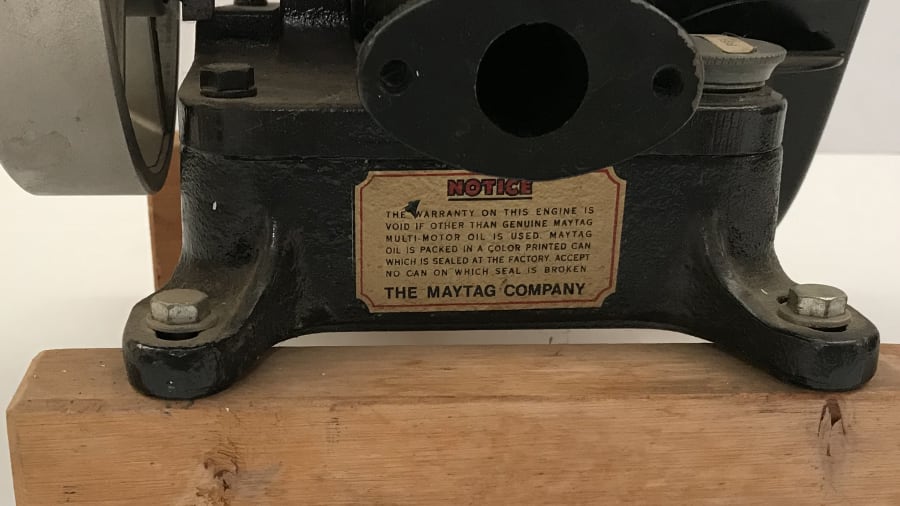 NOTICE
THE WARRANTY ON THIS ENGINE IS
VOID IF OTHER THAN GENUINE MAYTAG
MULTI-MOTOR OIL IS USED. MAYTAG
OIL IS PACKED IN A COLOR PRINTED CAN
WHICH IS SEALED AT THE FACTORY. ACCEPT
NO CAN ON WHICH SEAL IS BROKEN
THE MAYTAG COMPANY